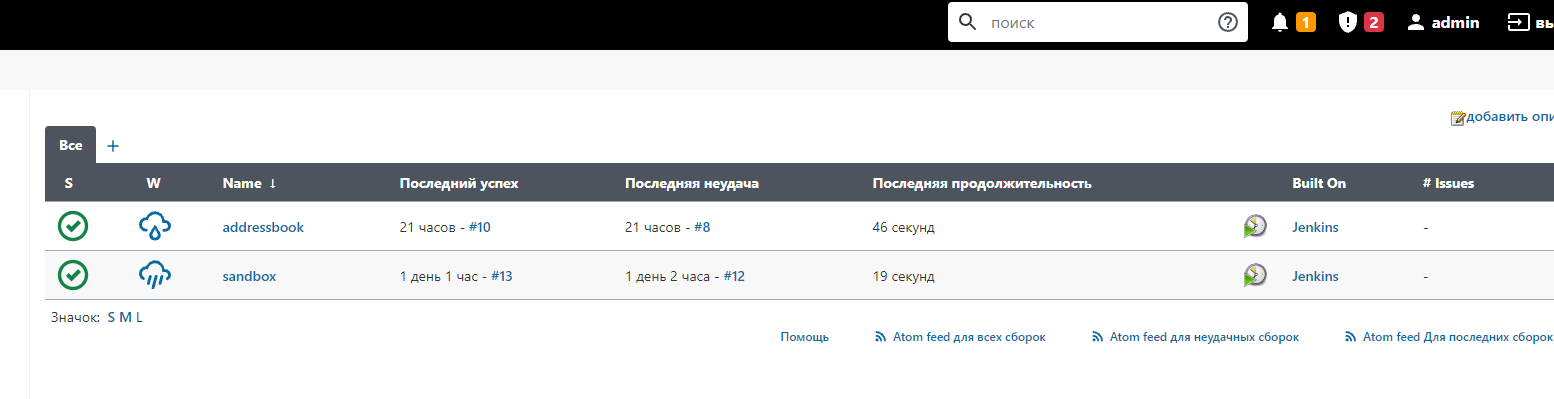 поиск 1 2 admin вы
добавить опи
Все +
S W Name ↓ Последний успех Последняя неудача Последняя продолжительность Built On # Issues
addressbook 21 часов - #10 21 часов - #8 46 секунд Jenkins -
sandbox 1 день 1 час - #13 1 день 2 часа - #12 19 секунд Jenkins -
Значок: S M L
Помощь Atom feed для всех сборок Atom feed для неудачных сборок Atom feed Для последних сборок